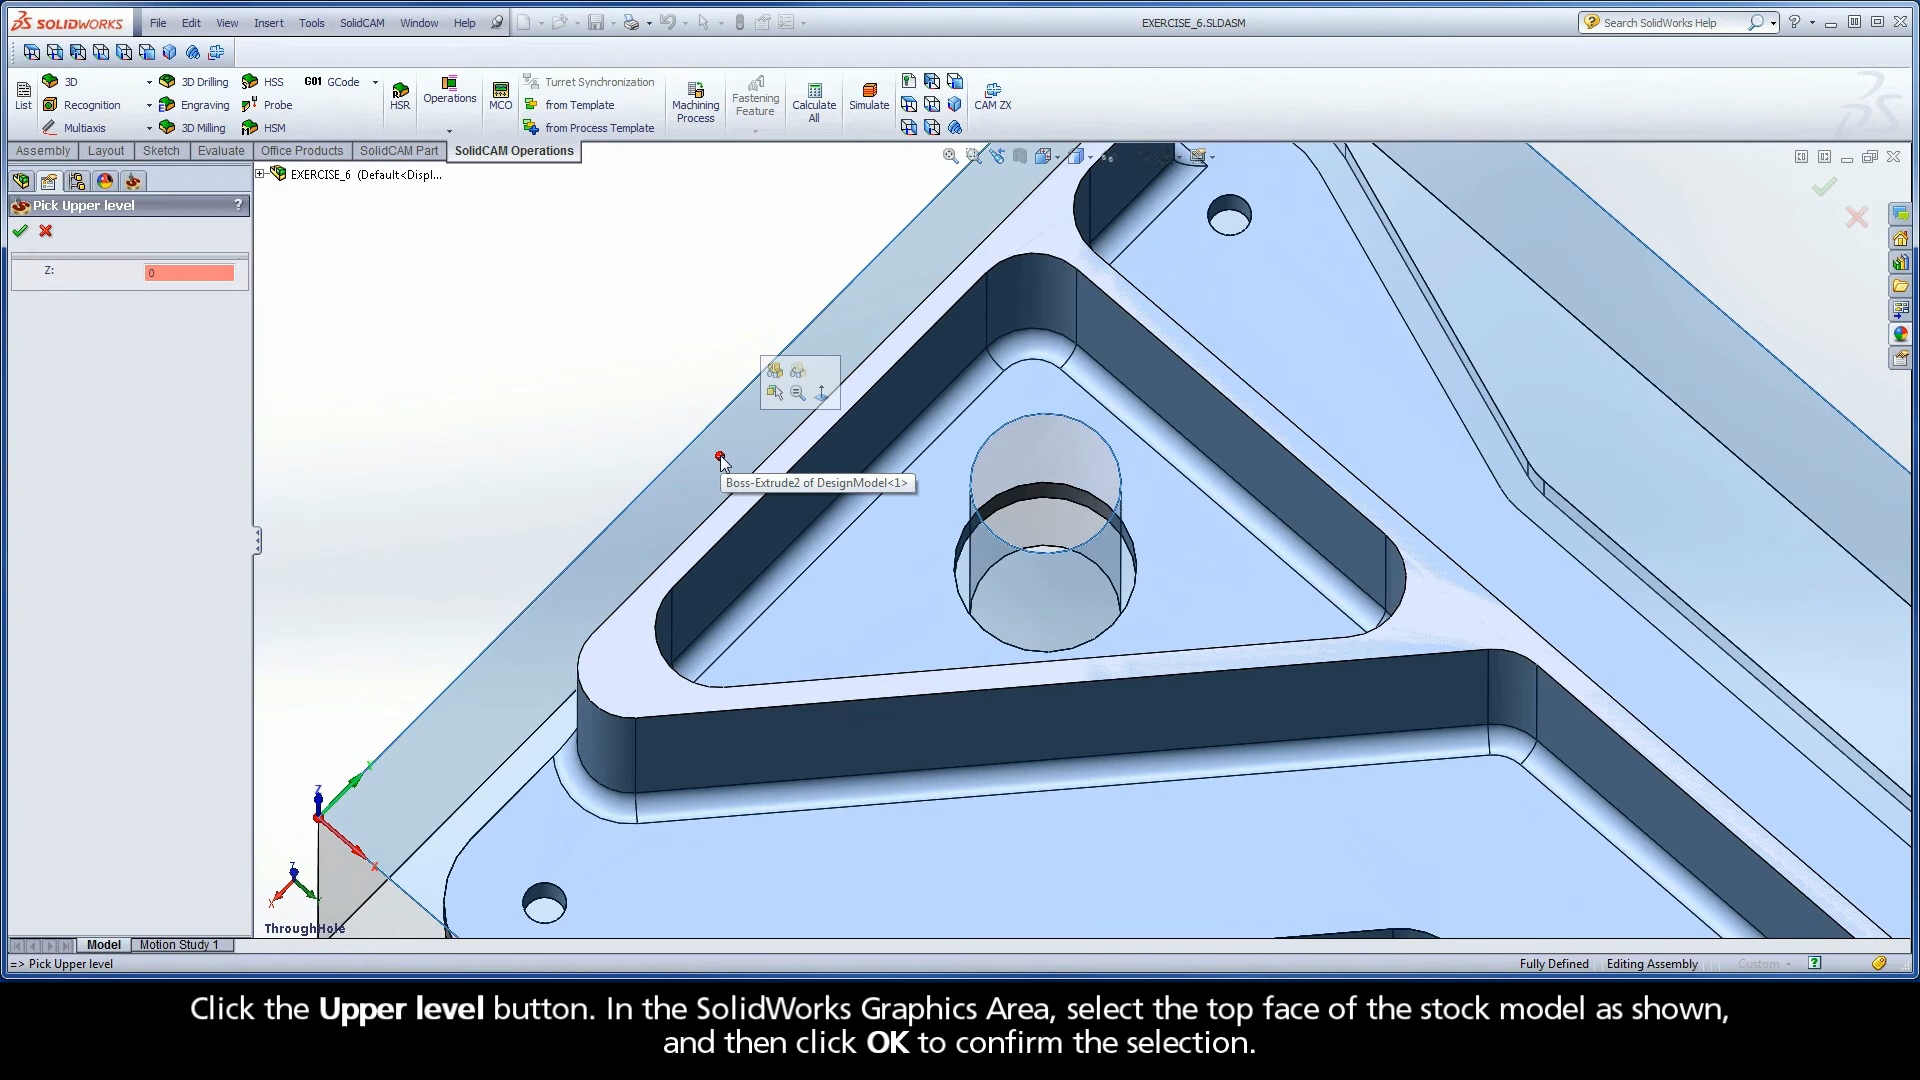 SOLIDWORKS File Edit View Insert Tools SolidCAM Window Help EXERCISE_6.SLDASM Search SolidWorks Help ?
3D 3D Drilling HSS G01 GCode Turret Synchronization
List Recognition Engraving Probe HSR Operations MCO from Template Machining Process Fastening Feature Calculate All Simulate CAM ZX
Multiaxis 3D Milling HSM from Process Template
Assembly Layout Sketch Evaluate Office Products SolidCAM Part SolidCAM Operations
EXERCISE_6 (Default<Displ...
Pick Upper level ?
Z: 0
Boss-Extrude2 of DesignModel<1>
Z
X
Z
X
ThroughHole
Model Motion Study 1
=> Pick Upper level Fully Defined Editing Assembly Custom ?
Click the Upper level button. In the SolidWorks Graphics Area, select the top face of the stock model as shown,
and then click OK to confirm the selection.